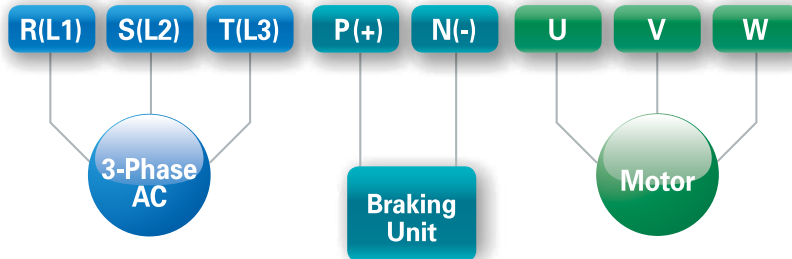 R(L1) S(L2) T(L3) P(+) N(-) U V W
3-Phase
AC
Braking
Unit
Motor